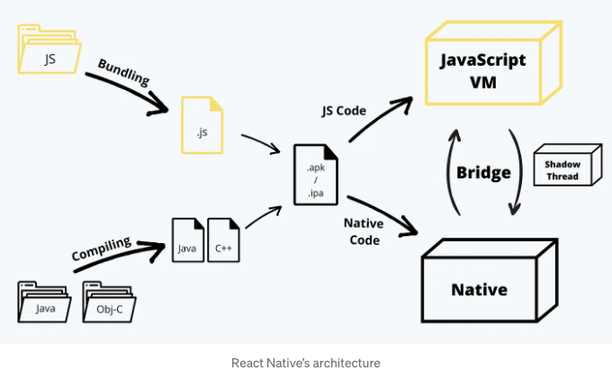 JS
Bundling
.js
JS Code
JavaScript
VM
.apk
/
.ipa
Bridge
Shadow
Thread
Compiling
Java
C++
Native
Code
Native
Java
Obj-C
React Native's architecture